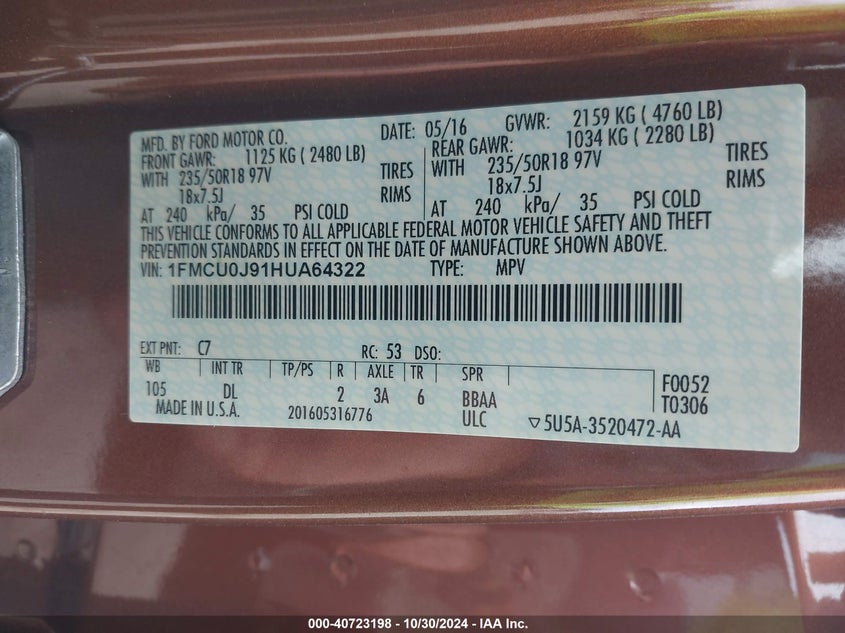 MFD. BY FORD MOTOR CO. DATE: 05/16 GVWR: 2159 KG ( 4760 LB)
FRONT GAWR: 1125 KG ( 2480 LB) REAR GAWR: 1034 KG ( 2280 LB)
WITH 235/50R18 97V TIRES WITH 235/50R18 97V TIRES
18x7.5J RIMS 18x7.5J RIMS
AT 240 kPa/ 35 PSI COLD AT 240 kPa/ 35 PSI COLD
THIS VEHICLE CONFORMS TO ALL APPLICABLE FEDERAL MOTOR VEHICLE SAFETY AND THEFT
PREVENTION STANDARDS IN EFFECT ON THE DATE OF MANUFACTURE SHOWN ABOVE.
VIN: 1FMCU0J91HUA64322 TYPE: MPV
EXT PNT: C7 RC: 53 DSO:
WB INT TR TP/PS R AXLE TR SPR
105 DL 2 3A 6 BBAA F0052
MADE IN U.S.A. 201605316776 ULC T0306
▽5U5A-3520472-AA
000-40723198 - 10/30/2024 - IAA Inc.